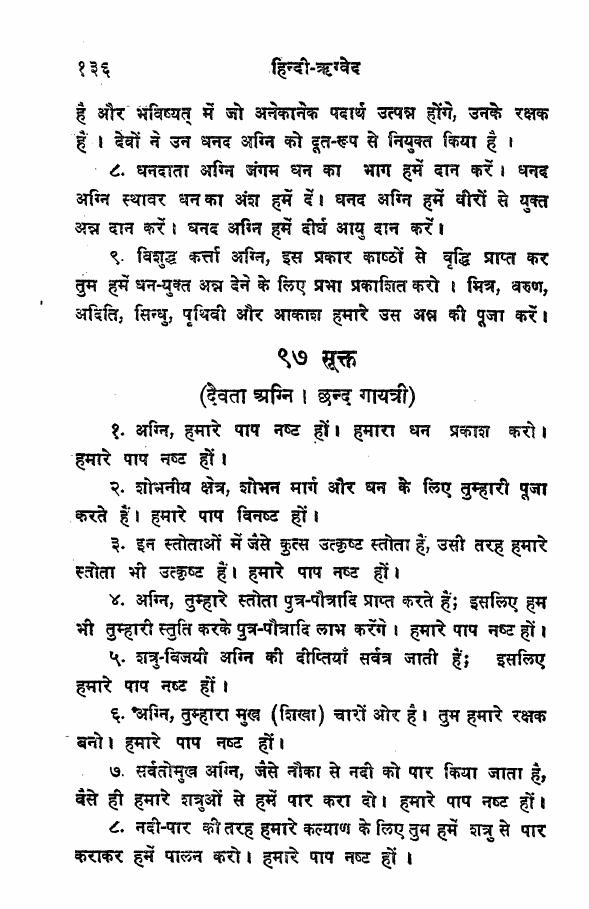 १३६ हिन्दी-ऋग्वेद
है और भविष्यत् में जो अनेकानेक पदार्थ उत्पन्न होंगे, उनके रक्षक
हैं । देवों ने उन धनद अग्नि को दूत-रूप से नियुक्त किया है ।
८. धनदाता अग्नि जंगम धन का भाग हमें दान करें। धनद
अग्नि स्थावर धन का अंश हमें दें। धनद अग्नि हमें वीरों से युक्त
अन्न दान करें। धनद अग्नि हमें दीर्घ आयु दान करें।
९. विशुद्ध कर्त्ता अग्नि, इस प्रकार काष्ठों से वृद्धि प्राप्त कर
तुम हमें धन-युक्त अन्न देने के लिए प्रभा प्रकाशित करो । मित्र, वरुण,
अदिति, सिन्धु, पृथिवी और आकाश हमारे उस अन्न की पूजा करें।
९७ सूक्त
(दैवता अग्नि । छन्द गायत्री)
१. अग्नि, हमारे पाप नष्ट हों। हमारा धन प्रकाश करो।
हमारे पाप नष्ट हों।
२. शोभनीय क्षेत्र, शोभन मार्ग और धन के लिए तुम्हारी पूजा
करते हैं। हमारे पाप विनष्ट हों।
३. इन स्तोताओं में जैसे कुत्स उत्कृष्ट स्तोता हैं, उसी तरह हमारे
स्तोता भी उत्कृष्ट हैं। हमारे पाप नष्ट हों।
४. अग्नि, तुम्हारे स्तोता पुत्र-पौत्रादि प्राप्त करते हैं; इसलिए हम
भी तुम्हारी स्तुति करके पुत्र-पौत्रादि लाभ करेंगे। हमारे पाप नष्ट हों।
५. शत्रु-विजयी अग्नि की दीप्तियाँ सर्वत्र जाती हैं; इसलिए
हमारे पाप नष्ट हों।
६. अग्नि, तुम्हारा मुख (शिखा) चारों ओर है। तुम हमारे रक्षक
बनो। हमारे पाप नष्ट हों।
७. सर्वतोमुख अग्नि, जैसे नौका से नदी को पार किया जाता है,
वैसे ही हमारे शत्रुओं से हमें पार करा दो। हमारे पाप नष्ट हों।
८. नदी-पार की तरह हमारे कल्याण के लिए तुम हमें शत्रु से पार
कराकर हमें पालन करो। हमारे पाप नष्ट हों ।